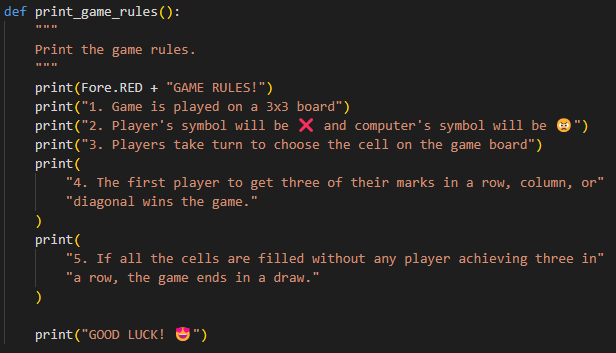 def print_game_rules():
    """
    Print the game rules.
    """
    print(Fore.RED + "GAME RULES!")
    print("1. Game is played on a 3x3 board")
    print("2. Player's symbol will be ❌ and computer's symbol will be 😡")
    print("3. Players take turn to choose the cell on the game board")
    print(
        "4. The first player to get three of their marks in a row, column, or"
        "diagonal wins the game."
    )
    print(
        "5. If all the cells are filled without any player achieving three in"
        "a row, the game ends in a draw."
    )
    print("GOOD LUCK! 😍")